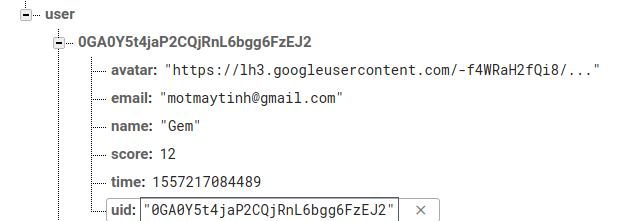 user
0GA0Y5t4jaP2CQjRnL6bgg6FzEJ2
avatar: "https://lh3.googleusercontent.com/-f4WRaH2fQi8/..."
email: "motmaytinh@gmail.com"
name: "Gem"
score: 12
time: 1557217084489
uid: "0GA0Y5t4jaP2CQjRnL6bgg6FzEJ2" ×